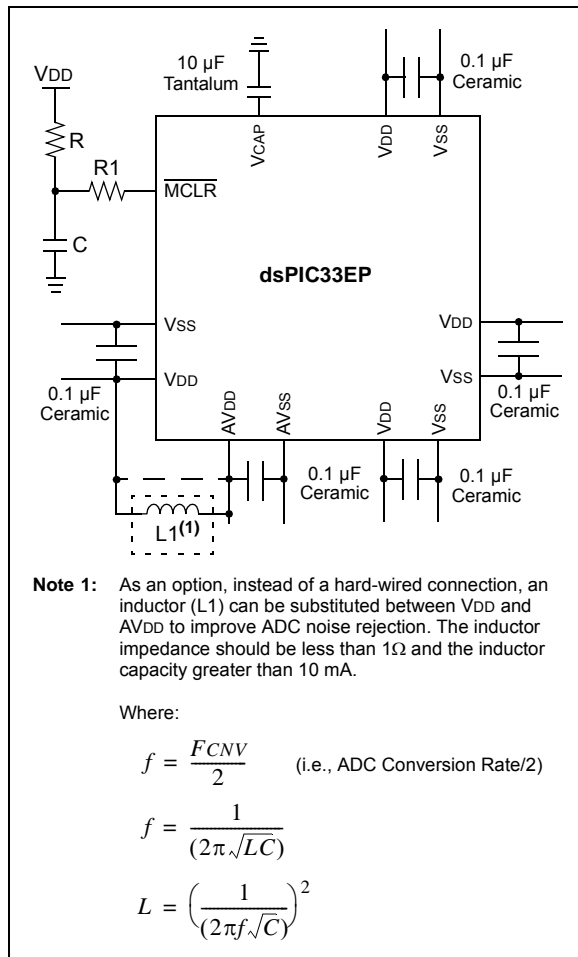 10 µF
Tantalum
0.1 µF
Ceramic
VDD
R
R1
C
VCAP
VDD
VSS
MCLR
dsPIC33EP
VSS
VDD
VDD
VSS
0.1 µF
Ceramic
0.1 µF
Ceramic
AVDD
AVSS
VDD
VSS
0.1 µF
Ceramic
0.1 µF
Ceramic
L1(1)
Note 1: As an option, instead of a hard-wired connection, an
inductor (L1) can be substituted between VDD and
AVDD to improve ADC noise rejection. The inductor
impedance should be less than 1Ω and the inductor
capacity greater than 10 mA.
Where:
f = FCNV / 2 (i.e., ADC Conversion Rate/2)
f = 1 / (2π√LC)
L = (1 / (2πf√C))²